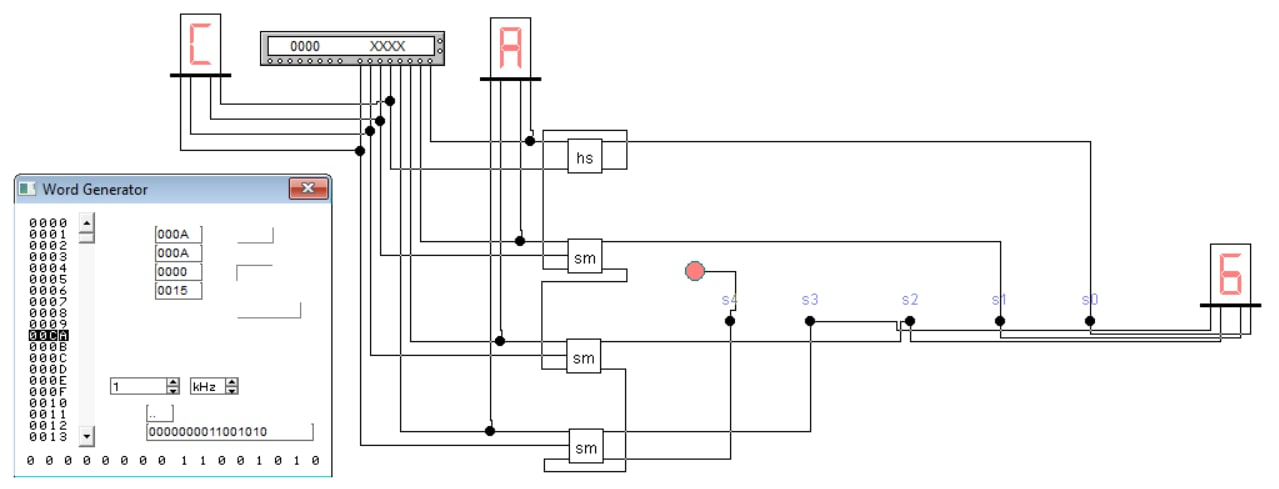 C
0000 XXXX
A
hs
sm
s4 s3 s2 s1 s0
6
sm
sm
Word Generator
0000
0001
0002
0003
0004
0005
0006
0007
0008
0009
00CA
000B
000C
000D
000E
000F
0010
0011
0012
0013
000A
000A
0000
0015
1 kHz
..
0000000011001010
0 0 0 0 0 0 0 0 1 1 0 0 1 0 1 0